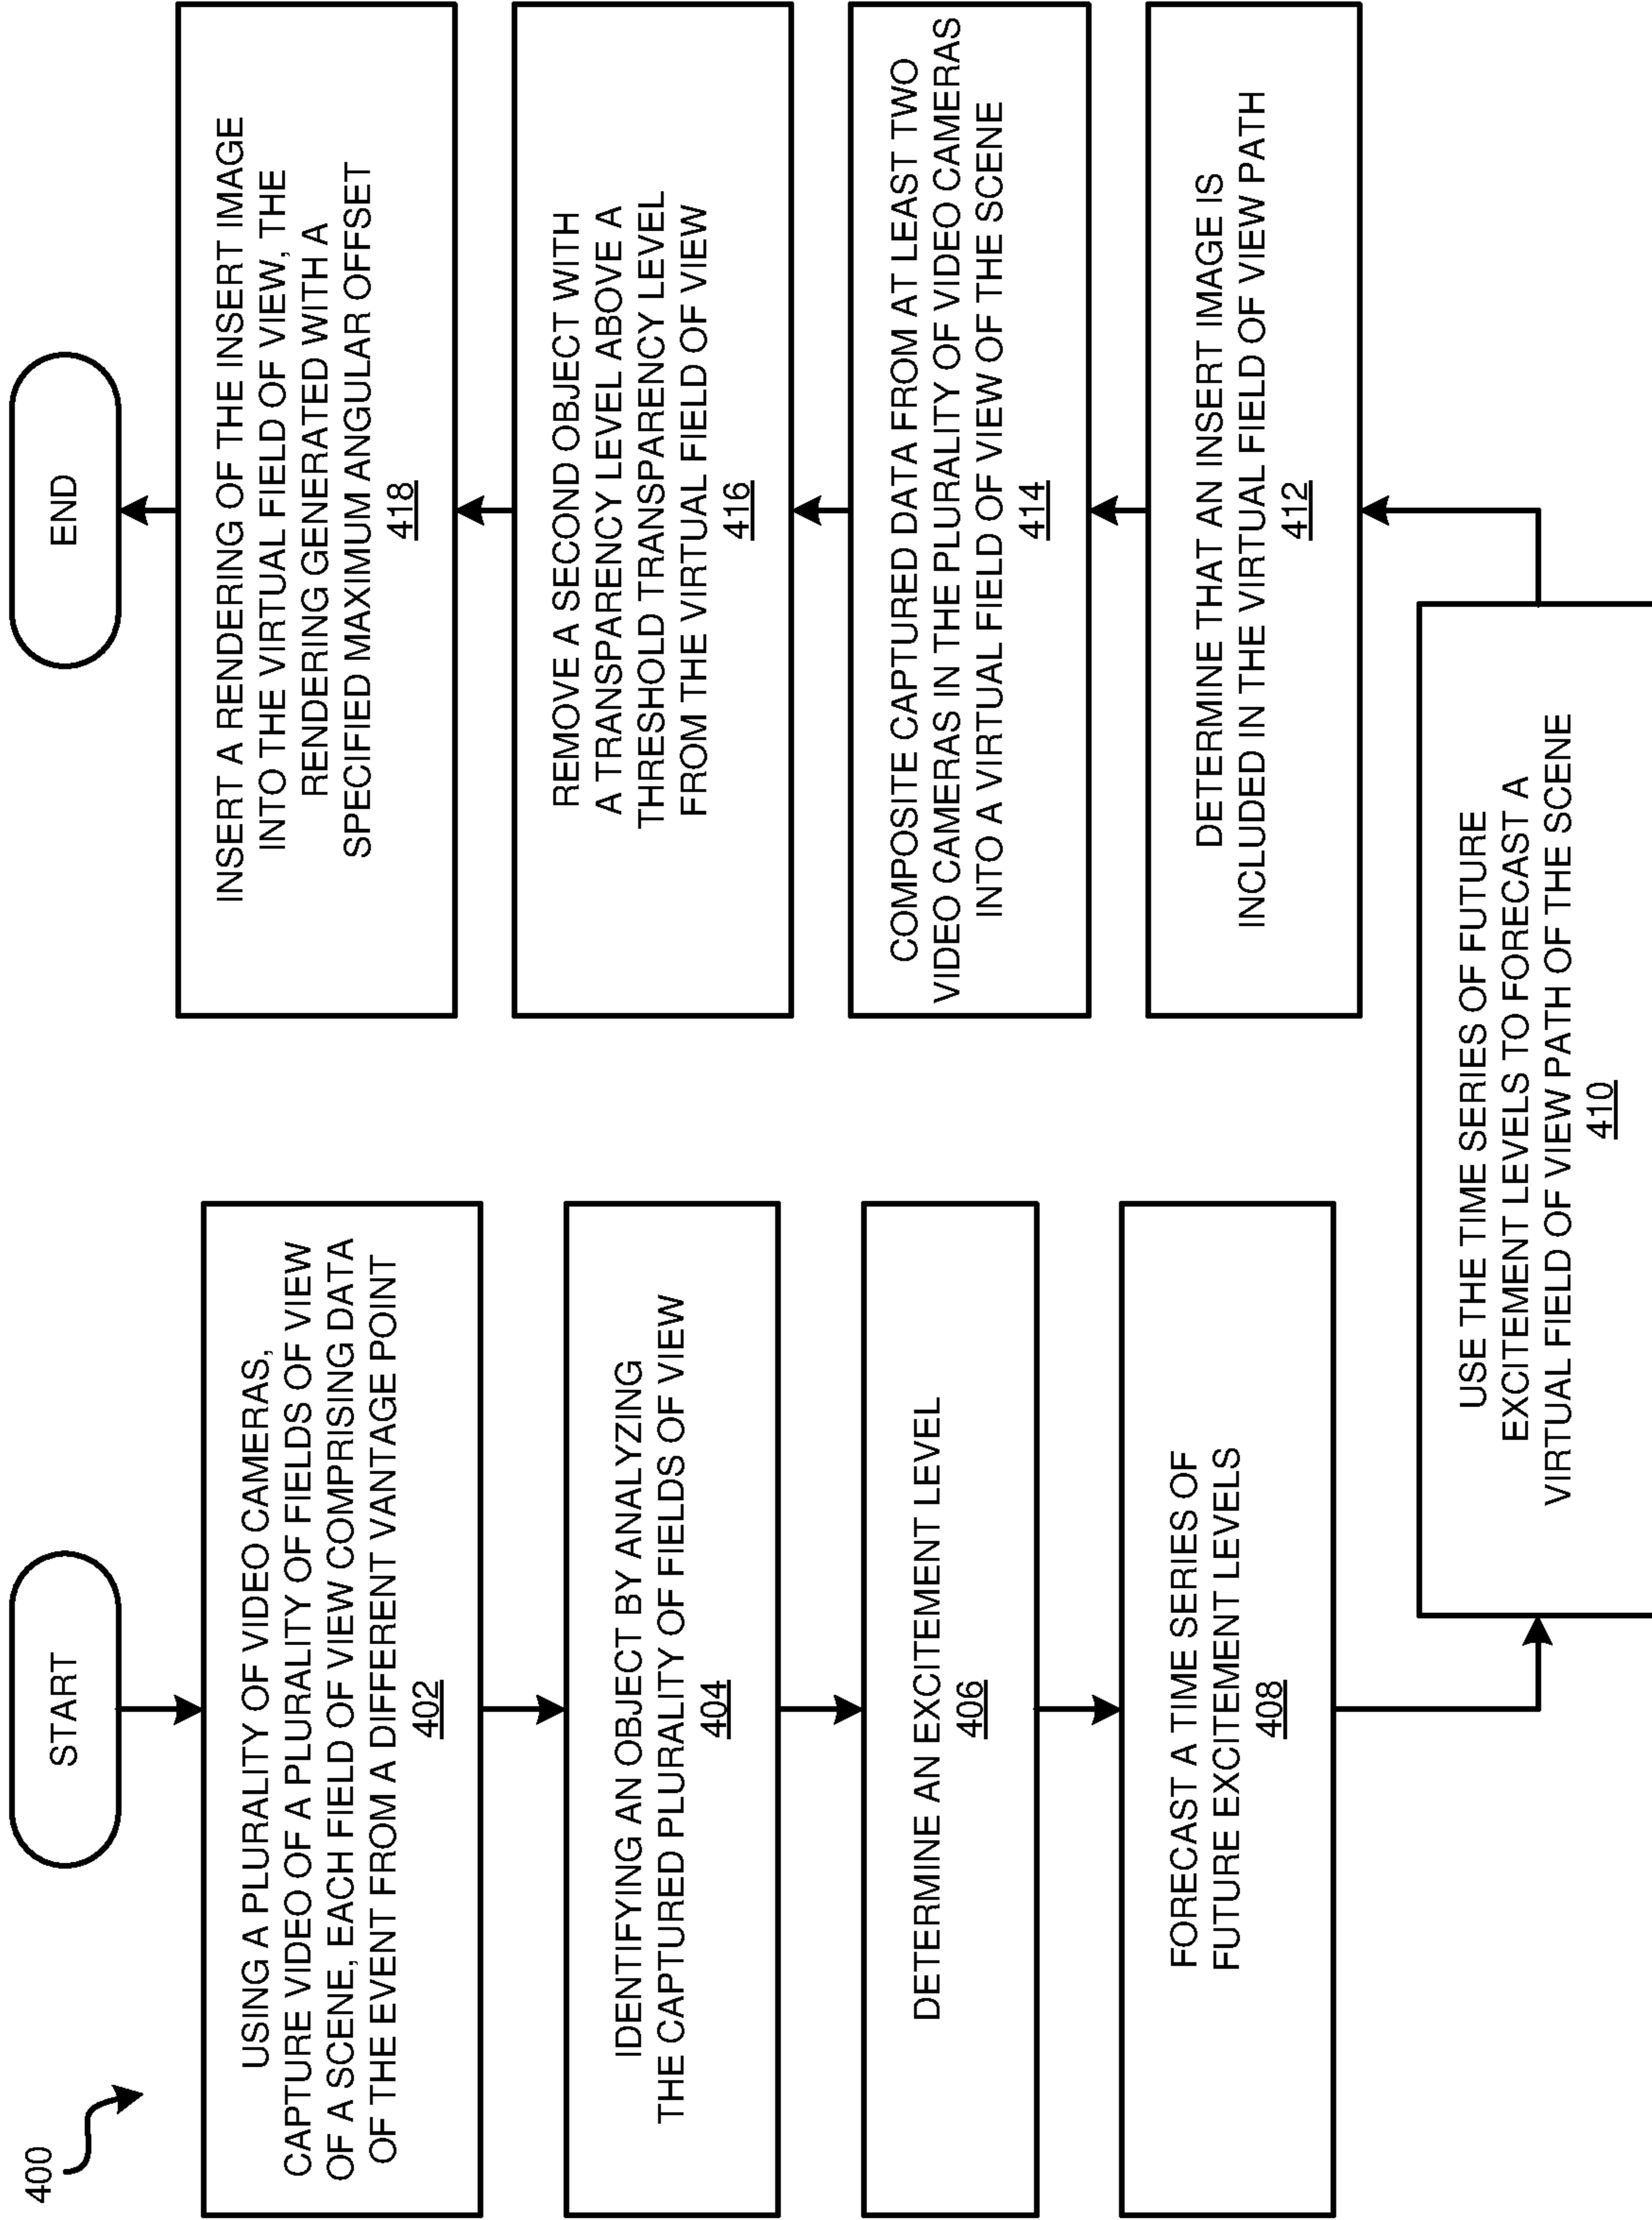 400
START
USING A PLURALITY OF VIDEO CAMERAS,
CAPTURE VIDEO OF A PLURALITY OF FIELDS OF VIEW
OF A SCENE, EACH FIELD OF VIEW COMPRISING DATA
OF THE EVENT FROM A DIFFERENT VANTAGE POINT
402
IDENTIFYING AN OBJECT BY ANALYZING
THE CAPTURED PLURALITY OF FIELDS OF VIEW
404
DETERMINE AN EXCITEMENT LEVEL
406
FORECAST A TIME SERIES OF
FUTURE EXCITEMENT LEVELS
408
USE THE TIME SERIES OF FUTURE
EXCITEMENT LEVELS TO FORECAST A
VIRTUAL FIELD OF VIEW PATH OF THE SCENE
410
DETERMINE THAT AN INSERT IMAGE IS
INCLUDED IN THE VIRTUAL FIELD OF VIEW PATH
412
COMPOSITE CAPTURED DATA FROM AT LEAST TWO
VIDEO CAMERAS IN THE PLURALITY OF VIDEO CAMERAS
INTO A VIRTUAL FIELD OF VIEW OF THE SCENE
414
REMOVE A SECOND OBJECT WITH
A TRANSPARENCY LEVEL ABOVE A
THRESHOLD TRANSPARENCY LEVEL
FROM THE VIRTUAL FIELD OF VIEW
416
INSERT A RENDERING OF THE INSERT IMAGE
INTO THE VIRTUAL FIELD OF VIEW, THE
RENDERING GENERATED WITH A
SPECIFIED MAXIMUM ANGULAR OFFSET
418
END